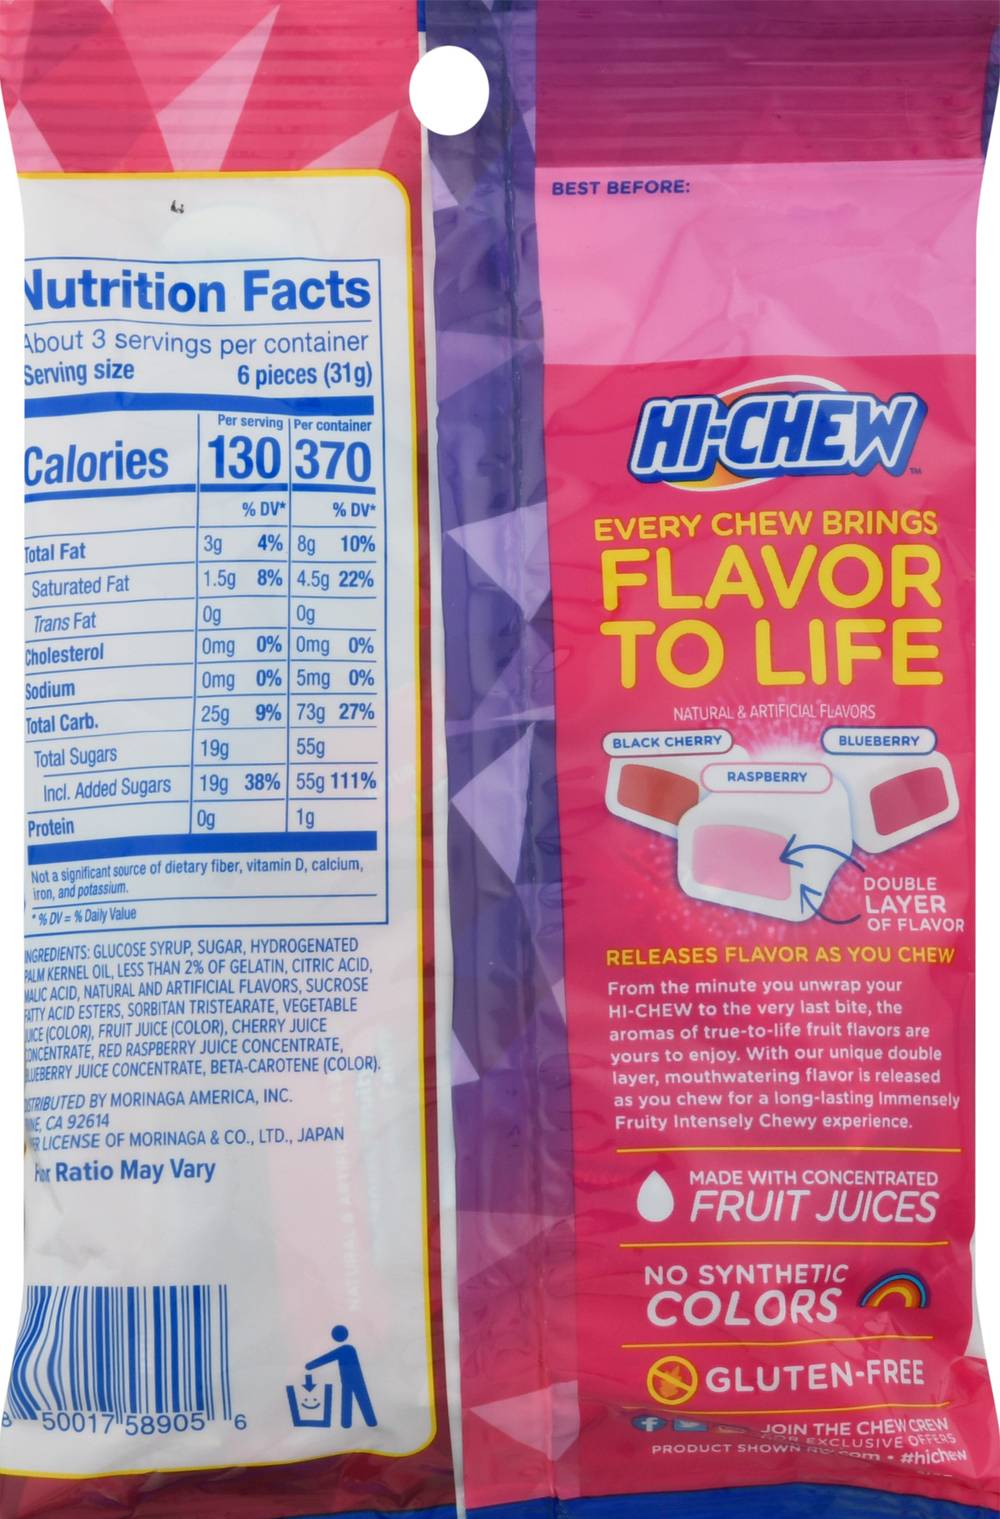 Nutrition Facts
About 3 servings per container
Serving size 6 pieces (31g)
Per serving Per container
Calories 130 370
% DV* % DV*
Total Fat 3g 4% 8g 10%
Saturated Fat 1.5g 8% 4.5g 22%
Trans Fat 0g 0g
Cholesterol 0mg 0% 0mg 0%
Sodium 0mg 0% 5mg 0%
Total Carb. 25g 9% 73g 27%
Total Sugars 19g 55g
Incl. Added Sugars 19g 38% 55g 111%
Protein 0g 1g
Not a significant source of dietary fiber, vitamin D, calcium,
iron, and potassium.
* % DV = % Daily Value
INGREDIENTS: GLUCOSE SYRUP, SUGAR, HYDROGENATED
PALM KERNEL OIL, LESS THAN 2% OF GELATIN, CITRIC ACID,
MALIC ACID, NATURAL AND ARTIFICIAL FLAVORS, SUCROSE
FATTY ACID ESTERS, SORBITAN TRISTEARATE, VEGETABLE
JUICE (COLOR), FRUIT JUICE (COLOR), CHERRY JUICE
CONCENTRATE, RED RASPBERRY JUICE CONCENTRATE,
BLUEBERRY JUICE CONCENTRATE, BETA-CAROTENE (COLOR).
DISTRIBUTED BY MORINAGA AMERICA, INC.
CA 92614
LICENSE OF MORINAGA & CO., LTD., JAPAN
Ratio May Vary
8 50017 58905 6
BEST BEFORE:
HI-CHEW™
EVERY CHEW BRINGS
FLAVOR
TO LIFE
NATURAL & ARTIFICIAL FLAVORS
BLACK CHERRY
BLUEBERRY
RASPBERRY
DOUBLE
LAYER
OF FLAVOR
RELEASES FLAVOR AS YOU CHEW
From the minute you unwrap your
HI-CHEW to the very last bite, the
aromas of true-to-life fruit flavors are
yours to enjoy. With our unique double
layer, mouthwatering flavor is released
as you chew for a long-lasting Immensely
Fruity Intensely Chewy experience.
MADE WITH CONCENTRATED
FRUIT JUICES
NO SYNTHETIC
COLORS
GLUTEN-FREE
JOIN THE CHEW CREW
FOR EXCLUSIVE OFFERS
PRODUCT SHOWN com • #hichew